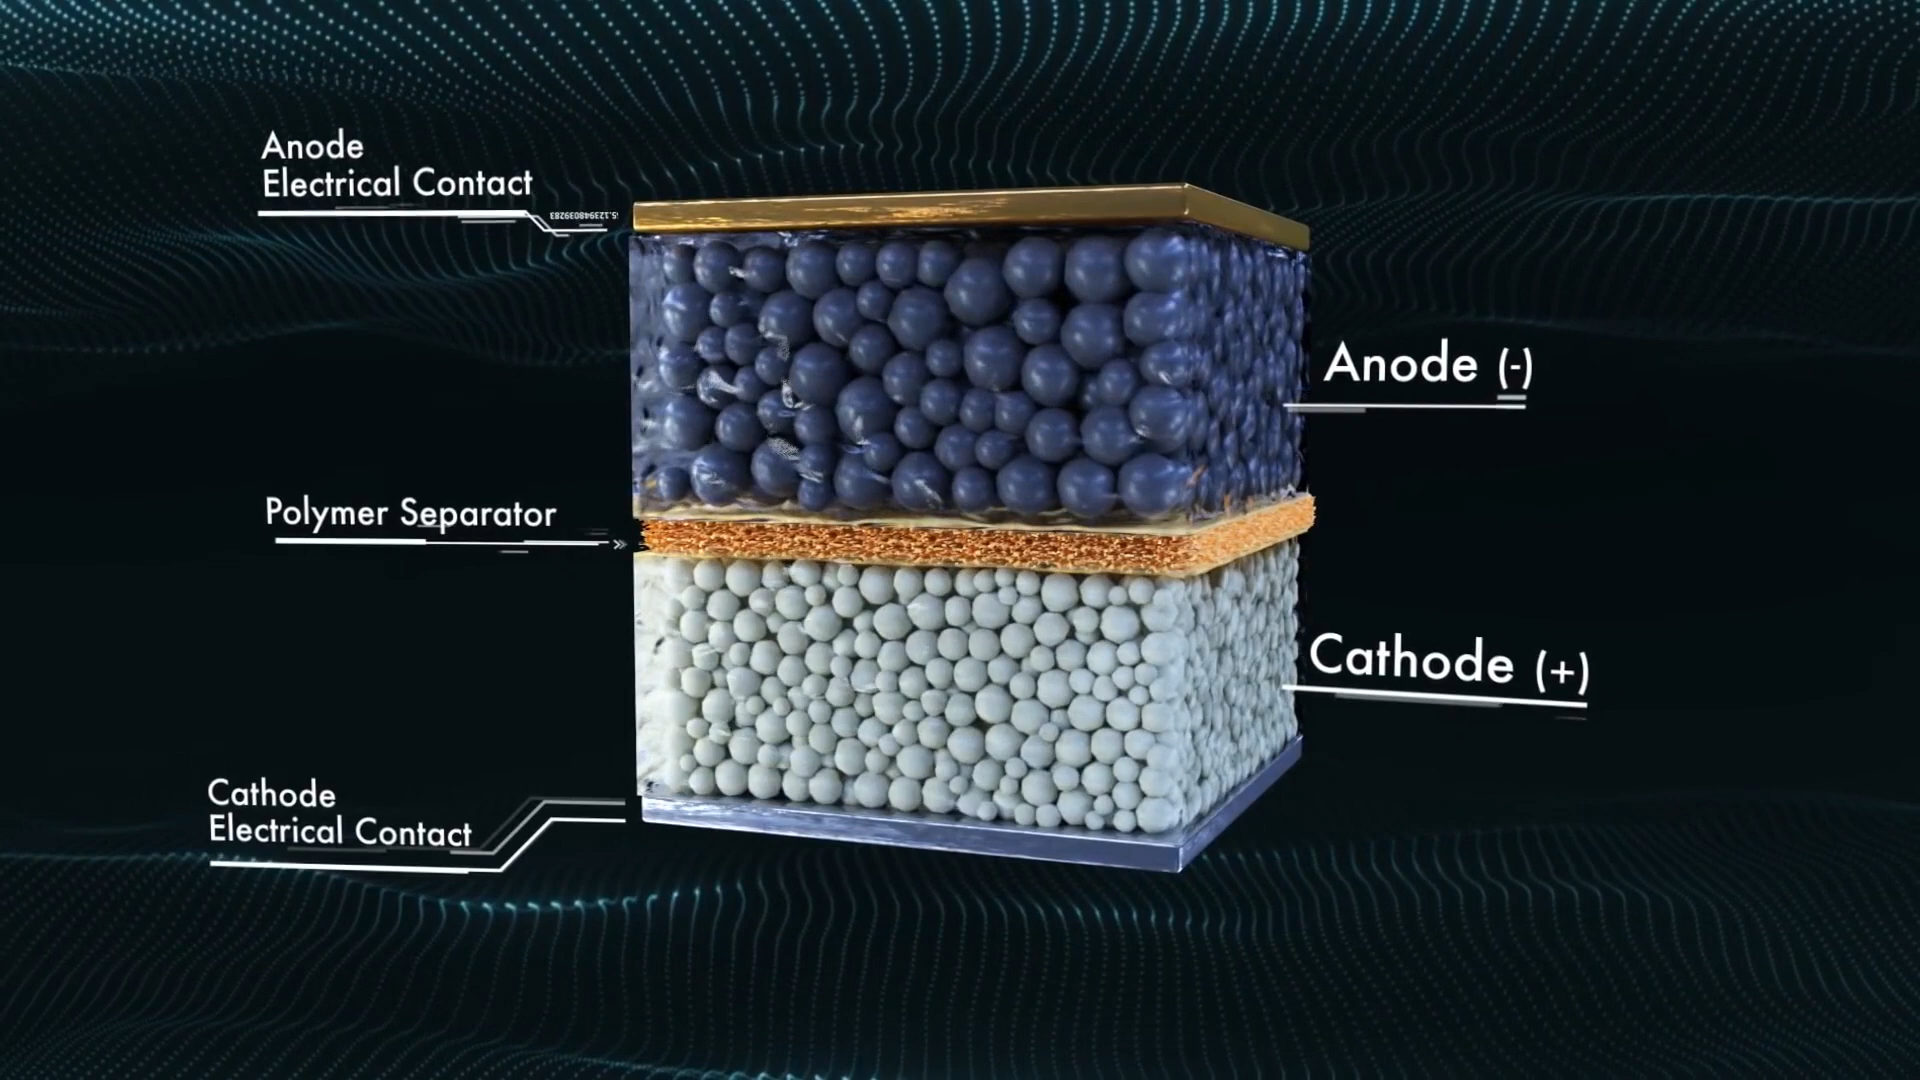 Anode
Electrical Contact
Anode (-)
Polymer Separator
Cathode (+)
Cathode
Electrical Contact